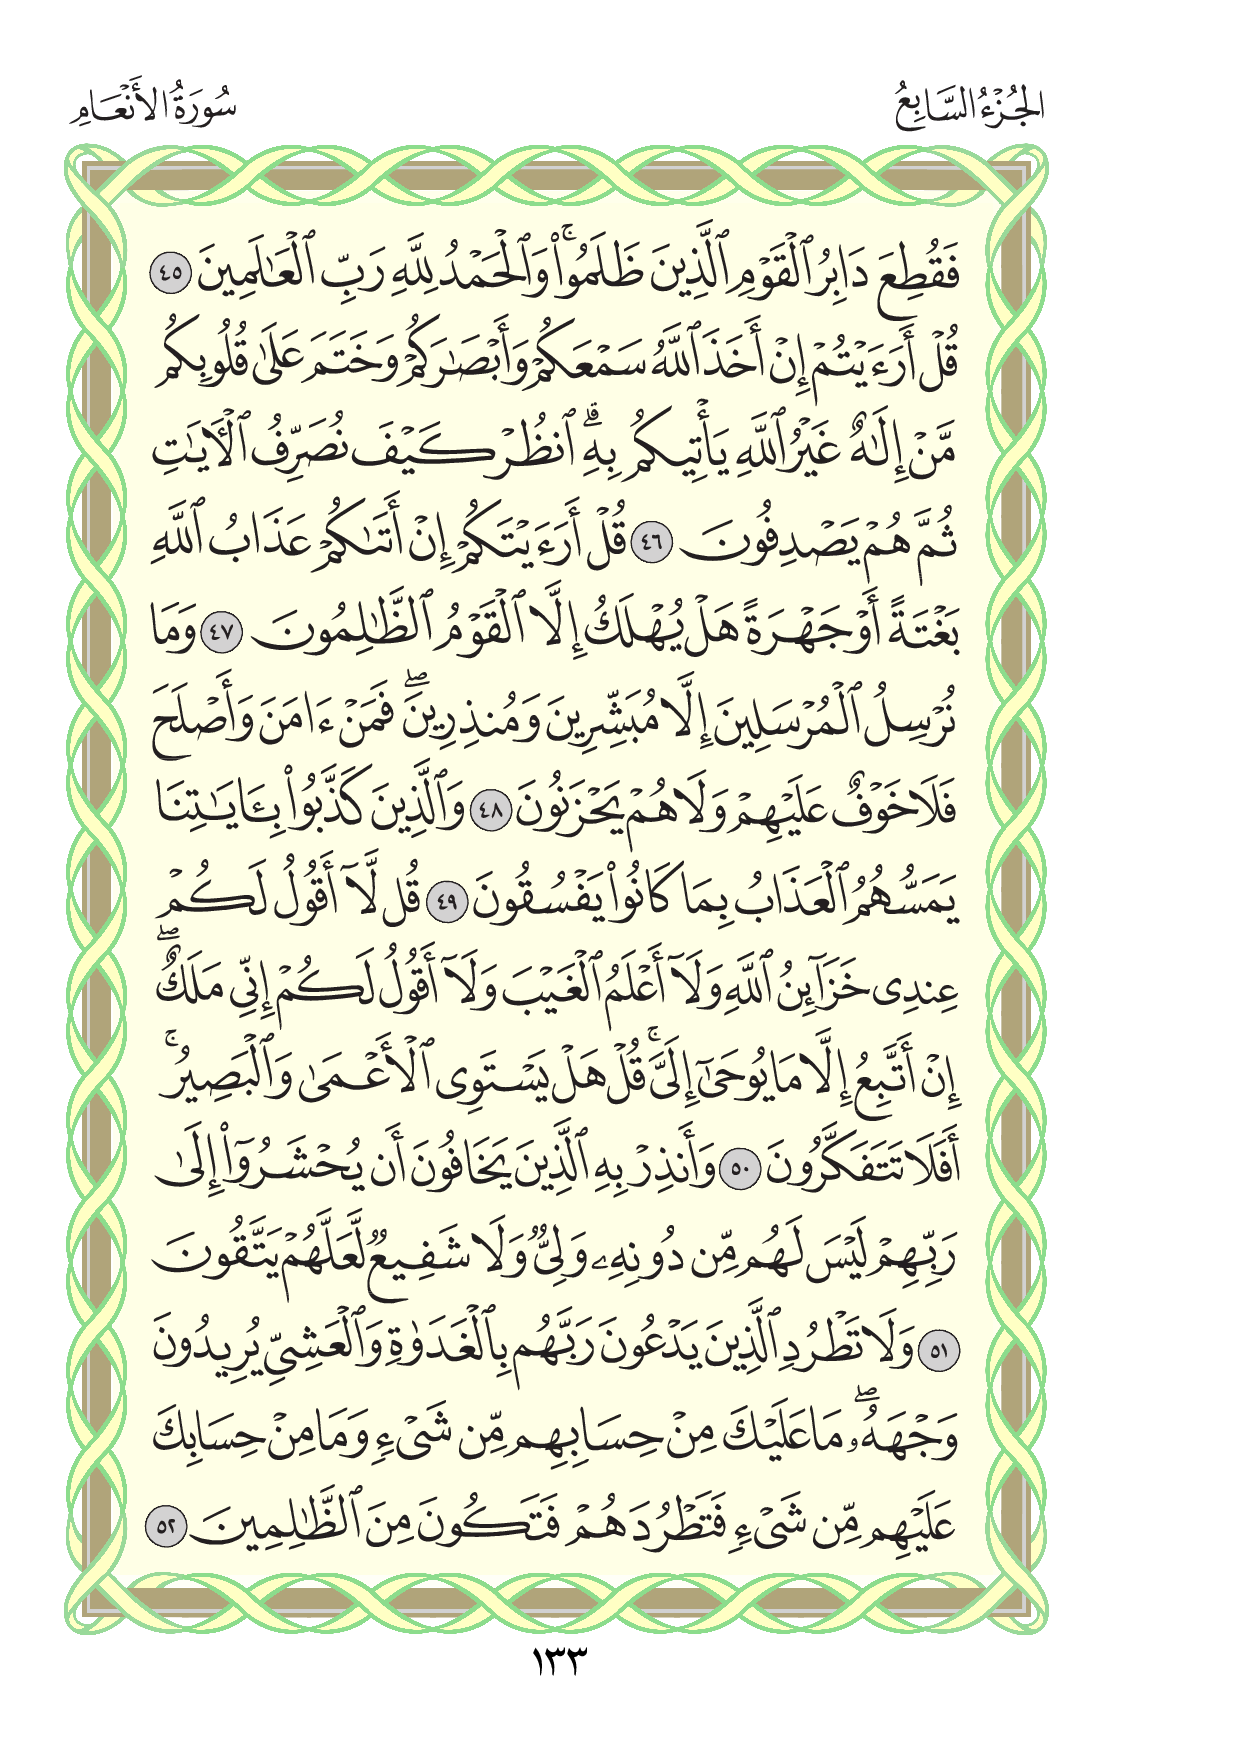 الجُزْءُ السَّابِعُ
سُورَةُ الأَنْعَامِ
فَقُطِعَ دَابِرُ ٱلْقَوْمِ ٱلَّذِينَ ظَلَمُوا۟ ۚ وَٱلْحَمْدُ لِلَّهِ رَبِّ ٱلْعَـٰلَمِينَ ٤٥
قُلْ أَرَءَيْتُمْ إِنْ أَخَذَ ٱللَّهُ سَمْعَكُمْ وَأَبْصَـٰرَكُمْ وَخَتَمَ عَلَىٰ قُلُوبِكُم
مَّنْ إِلَـٰهٌ غَيْرُ ٱللَّهِ يَأْتِيكُم بِهِ ۗ ٱنظُرْ كَيْفَ نُصَرِّفُ ٱلْـَٔايَـٰتِ
ثُمَّ هُمْ يَصْدِفُونَ ٤٦ قُلْ أَرَءَيْتَكُمْ إِنْ أَتَىٰكُمْ عَذَابُ ٱللَّهِ
بَغْتَةً أَوْ جَهْرَةً هَلْ يُهْلَكُ إِلَّا ٱلْقَوْمُ ٱلظَّـٰلِمُونَ ٤٧ وَمَا
نُرْسِلُ ٱلْمُرْسَلِينَ إِلَّا مُبَشِّرِينَ وَمُنذِرِينَ ۖ فَمَنْ ءَامَنَ وَأَصْلَحَ
فَلَا خَوْفٌ عَلَيْهِمْ وَلَا هُمْ يَحْزَنُونَ ٤٨ وَٱلَّذِينَ كَذَّبُوا۟ بِـَٔايَـٰتِنَا
يَمَسُّهُمُ ٱلْعَذَابُ بِمَا كَانُوا۟ يَفْسُقُونَ ٤٩ قُل لَّآ أَقُولُ لَكُمْ
عِندِى خَزَآئِنُ ٱللَّهِ وَلَآ أَعْلَمُ ٱلْغَيْبَ وَلَآ أَقُولُ لَكُمْ إِنِّى مَلَكٌ ۖ
إِنْ أَتَّبِعُ إِلَّا مَا يُوحَىٰٓ إِلَىَّ ۚ قُلْ هَلْ يَسْتَوِى ٱلْأَعْمَىٰ وَٱلْبَصِيرُ ۚ
أَفَلَا تَتَفَكَّرُونَ ٥٠ وَأَنذِرْ بِهِ ٱلَّذِينَ يَخَافُونَ أَن يُحْشَرُوٓا۟ إِلَىٰ
رَبِّهِمْ لَيْسَ لَهُم مِّن دُونِهِۦ وَلِىٌّ وَلَا شَفِيعٌ لَّعَلَّهُمْ يَتَّقُونَ
٥١ وَلَا تَطْرُدِ ٱلَّذِينَ يَدْعُونَ رَبَّهُم بِٱلْغَدَوٰةِ وَٱلْعَشِىِّ يُرِيدُونَ
وَجْهَهُۥ ۖ مَا عَلَيْكَ مِنْ حِسَابِهِم مِّن شَىْءٍ وَمَا مِنْ حِسَابِكَ
عَلَيْهِم مِّن شَىْءٍ فَتَطْرُدَهُمْ فَتَكُونَ مِنَ ٱلظَّـٰلِمِينَ ٥٢
١٣٣